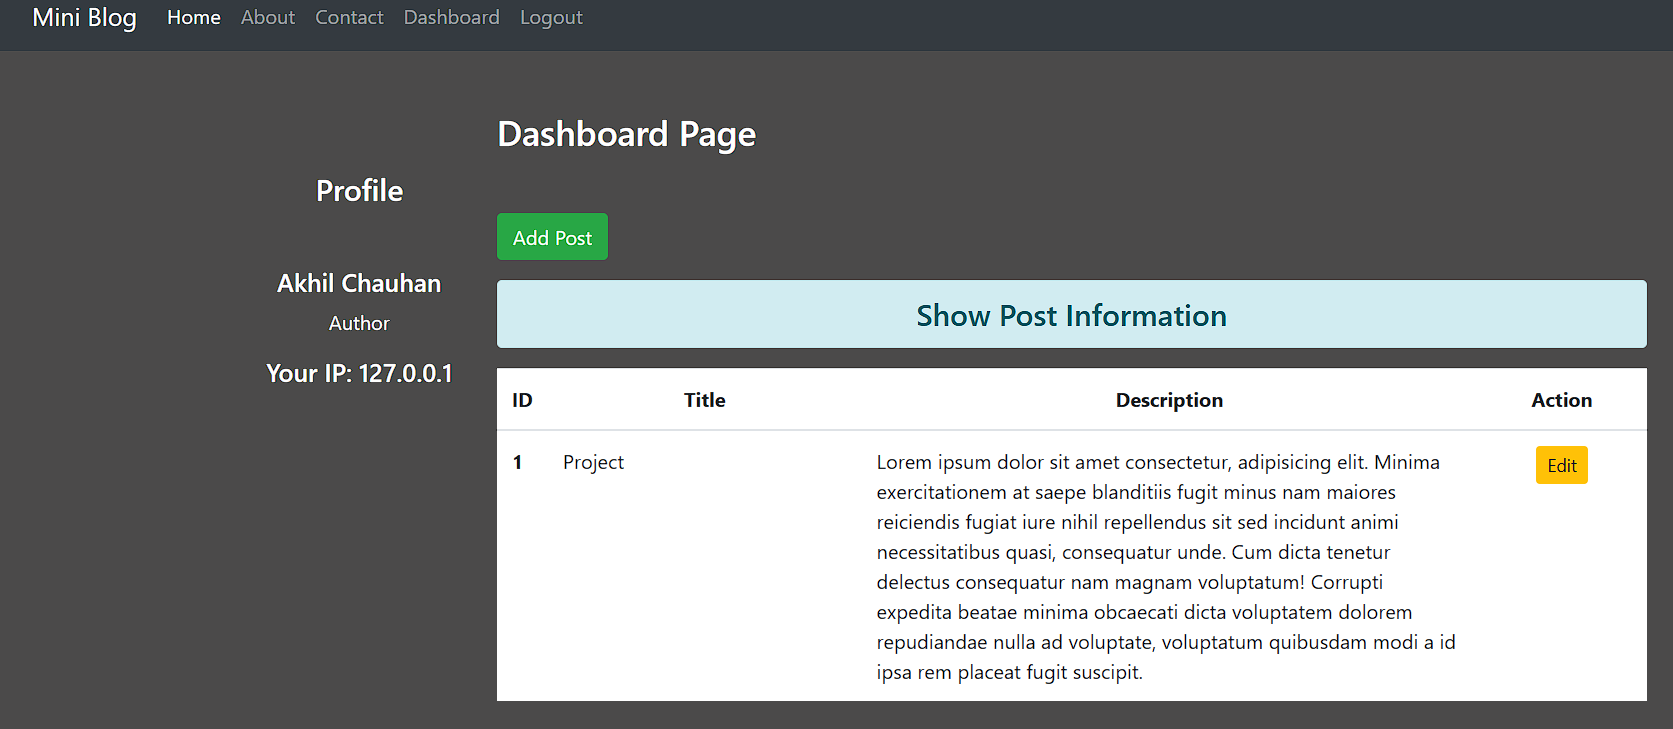 Mini Blog Home About Contact Dashboard Logout
Dashboard Page
Profile
Add Post
Akhil Chauhan
Author
Your IP: 127.0.0.1
Show Post Information
ID Title Description Action
1 Project Lorem ipsum dolor sit amet consectetur, adipisicing elit. Minima Edit
exercitationem at saepe blanditiis fugit minus nam maiores
reiciendis fugiat iure nihil repellendus sit sed incidunt animi
necessitatibus quasi, consequatur unde. Cum dicta tenetur
delectus consequatur nam magnam voluptatum! Corrupti
expedita beatae minima obcaecati dicta voluptatem dolorem
repudiandae nulla ad voluptate, voluptatum quibusdam modi a id
ipsa rem placeat fugit suscipit.